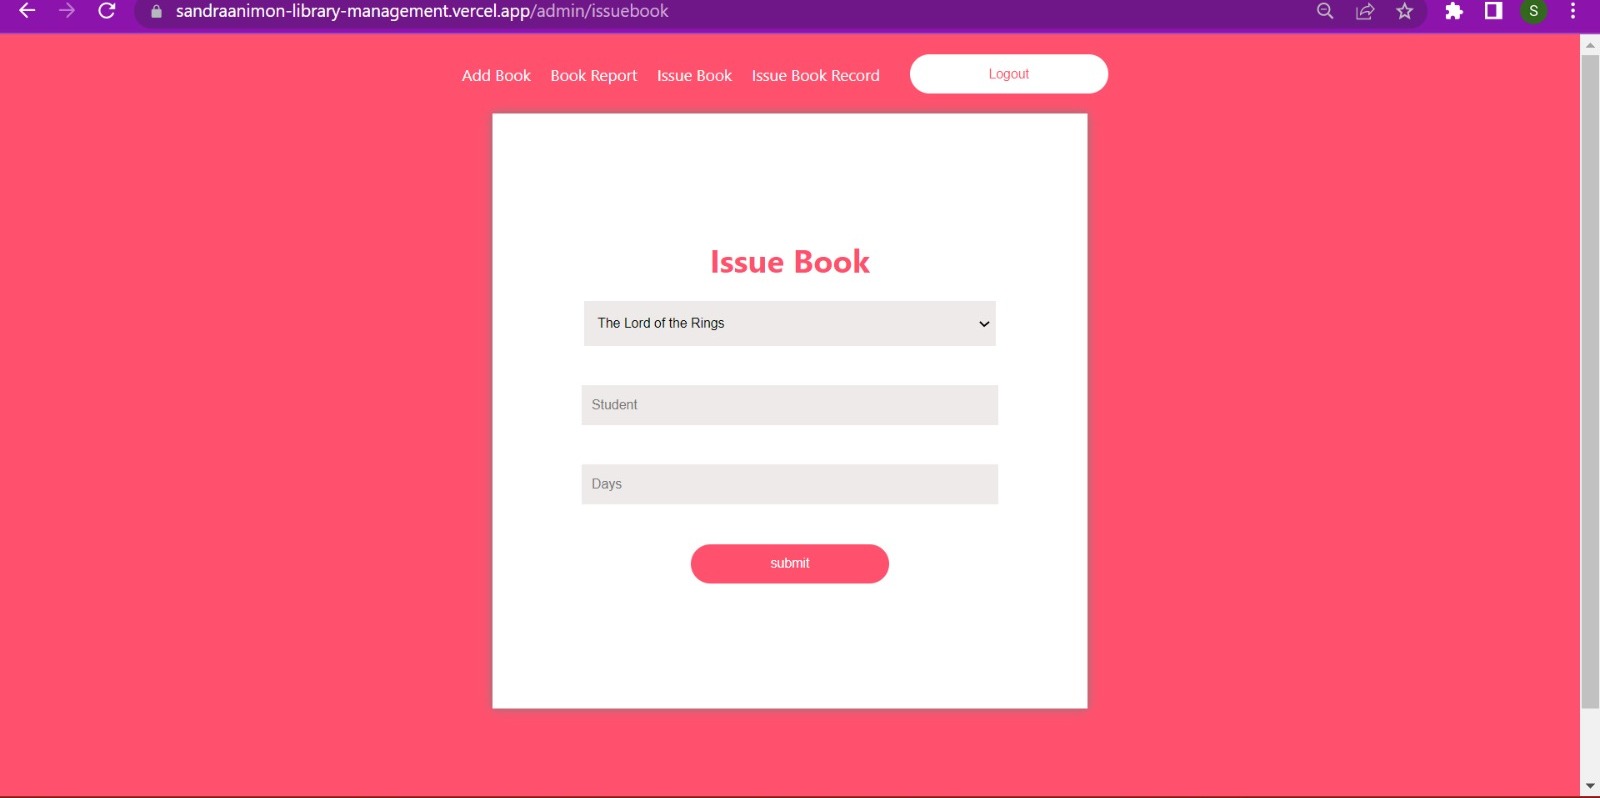 sandraanimon-library-management.vercel.app/admin/issuebook
S
Add Book Book Report Issue Book Issue Book Record Logout
Issue Book
The Lord of the Rings
Student
Days
submit